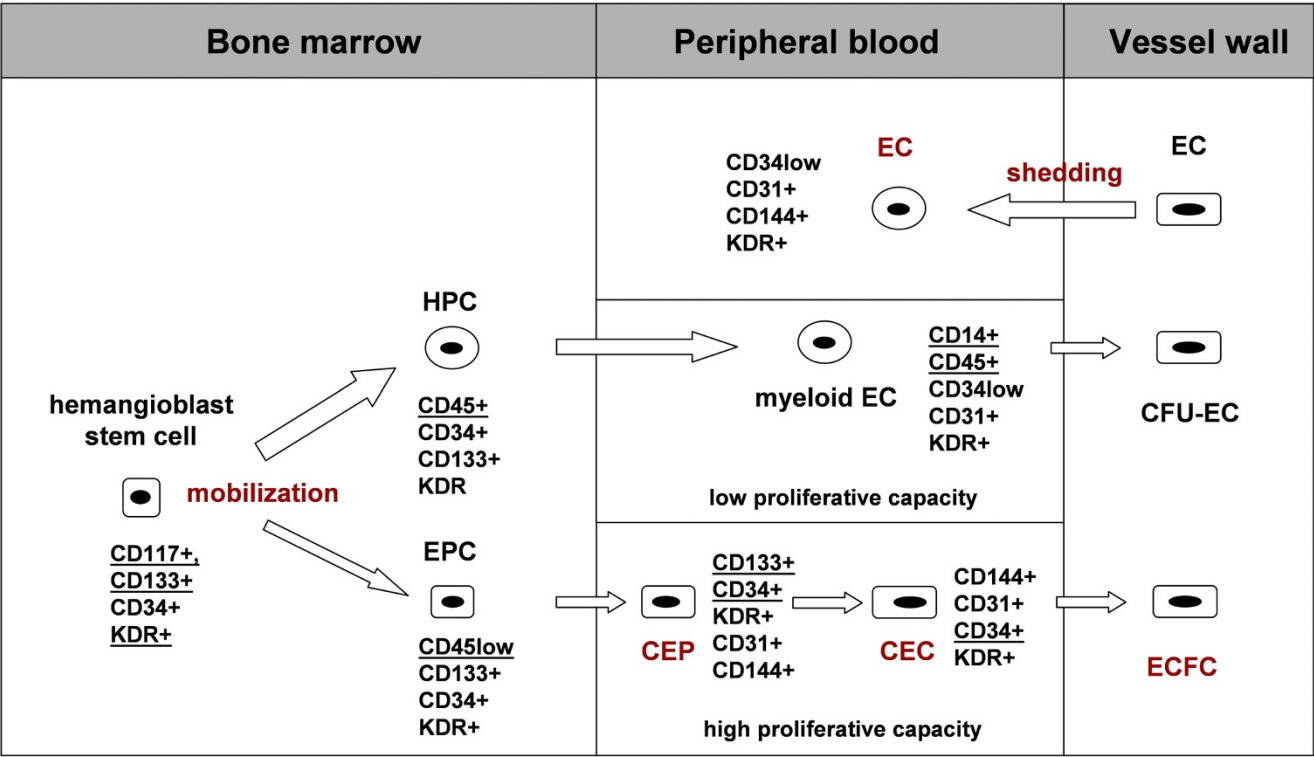 Bone marrow
Peripheral blood
Vessel wall
EC
CD34low
CD31+
CD144+
KDR+
shedding
EC
HPC
CD45+
CD34+
CD133+
KDR
myeloid EC
CD14+
CD45+
CD34low
CD31+
KDR+
CFU-EC
low proliferative capacity
hemangioblast
stem cell
mobilization
CD117+,
CD133+
CD34+
KDR+
EPC
CD45low
CD133+
CD34+
KDR+
CEP
CD133+
CD34+
KDR+
CD31+
CD144+
CEC
CD144+
CD31+
CD34+
KDR+
ECFC
high proliferative capacity